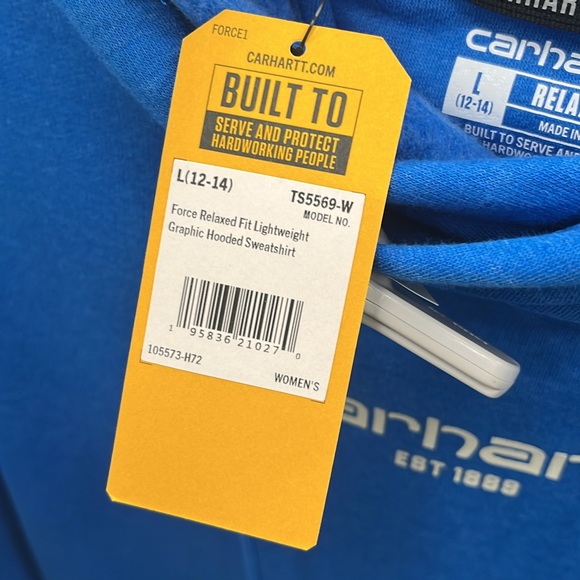 FORCE1
CARHARTT.COM
BUILT TO
SERVE AND PROTECT
HARDWORKING PEOPLE
L(12-14)
TS5569-W
MODEL NO.
Force Relaxed Fit Lightweight
Graphic Hooded Sweatshirt
1 95836 21027 0
105573-H72
WOMEN'S
carha
L
(12-14)
RELA
MADE IN
BUILT TO SERVE AN
arhar
EST 1889